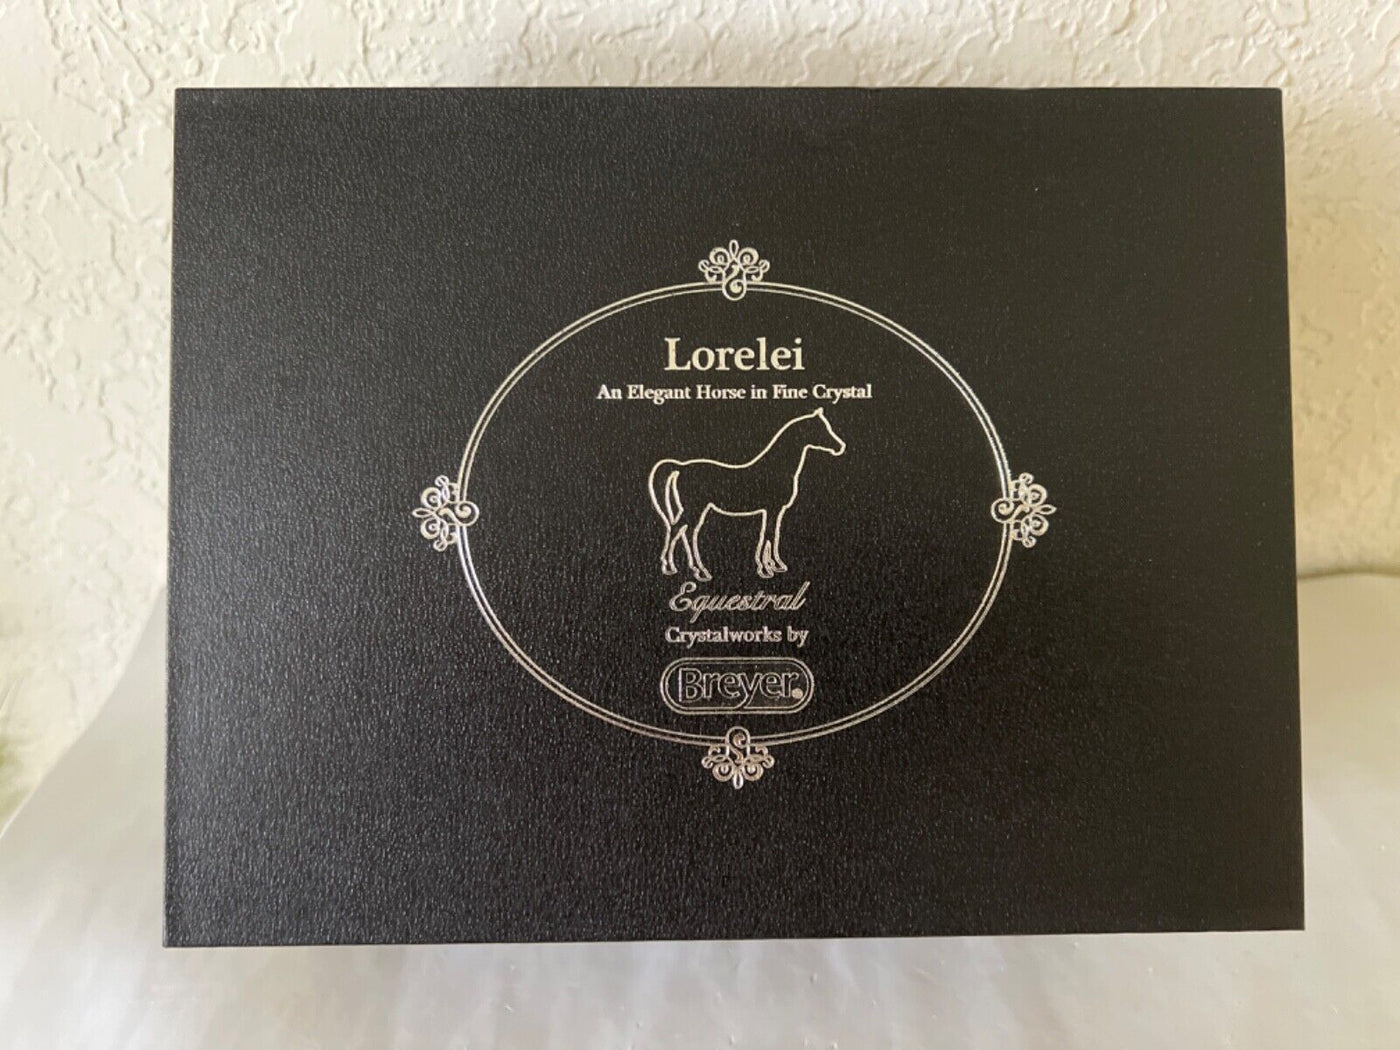 Lorelei
An Elegant Horse in Fine Crystal
Equestral
Crystalworks by
Breyer®